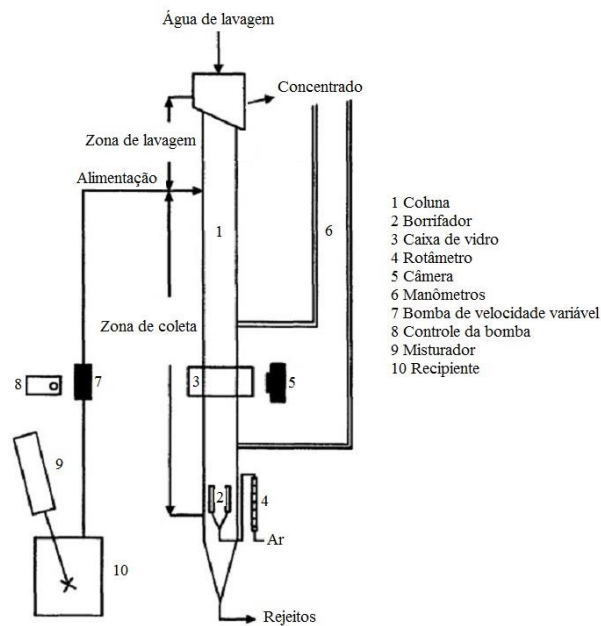 Água de lavagem
Concentrado
Zona de lavagem
Alimentação
1
6
Zona de coleta
3
5
8
7
9
2
4
Ar
10
Rejeitos
1 Coluna
2 Borrifador
3 Caixa de vidro
4 Rotâmetro
5 Câmera
6 Manômetros
7 Bomba de velocidade variável
8 Controle da bomba
9 Misturador
10 Recipiente